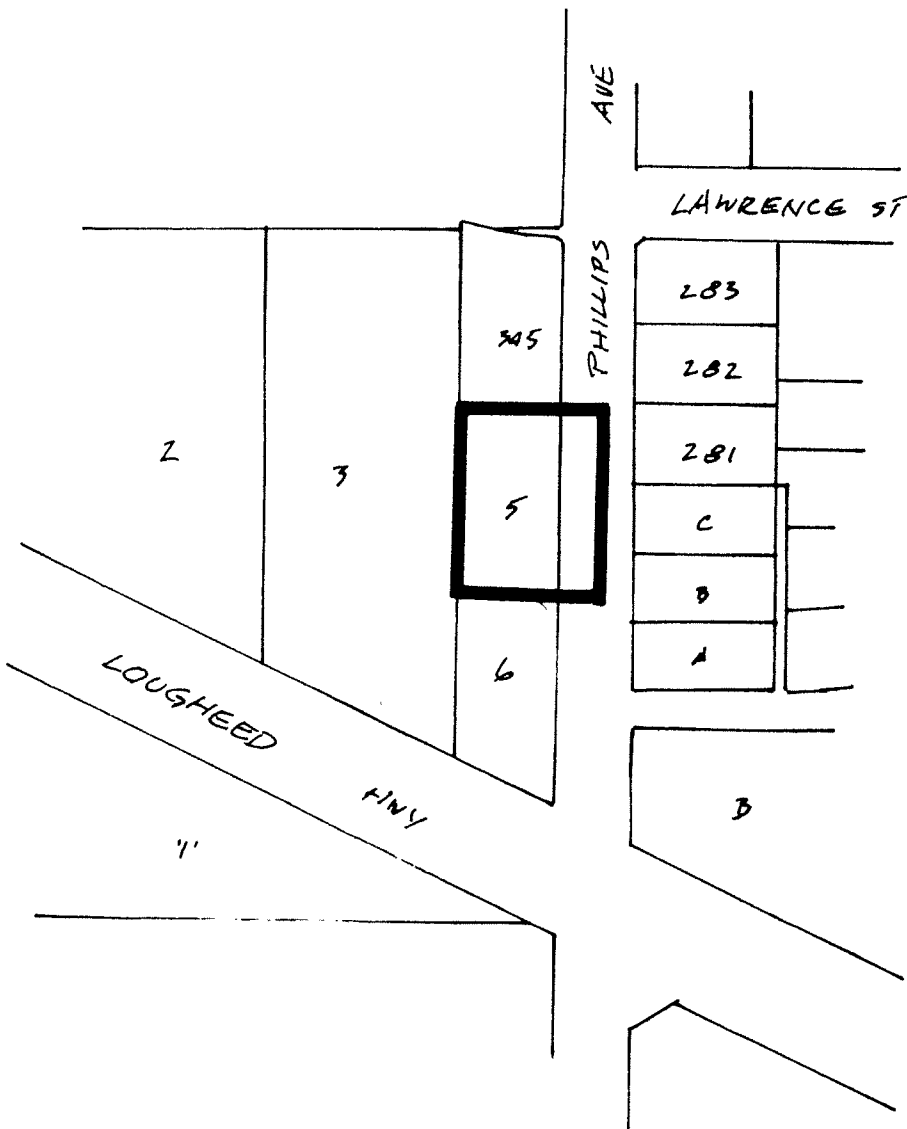 AVE
LAWRENCE ST
PHILLIPS
283
345
282
281
2
3
5
C
B
A
6
LOUGHEED
HWY
B
'1'